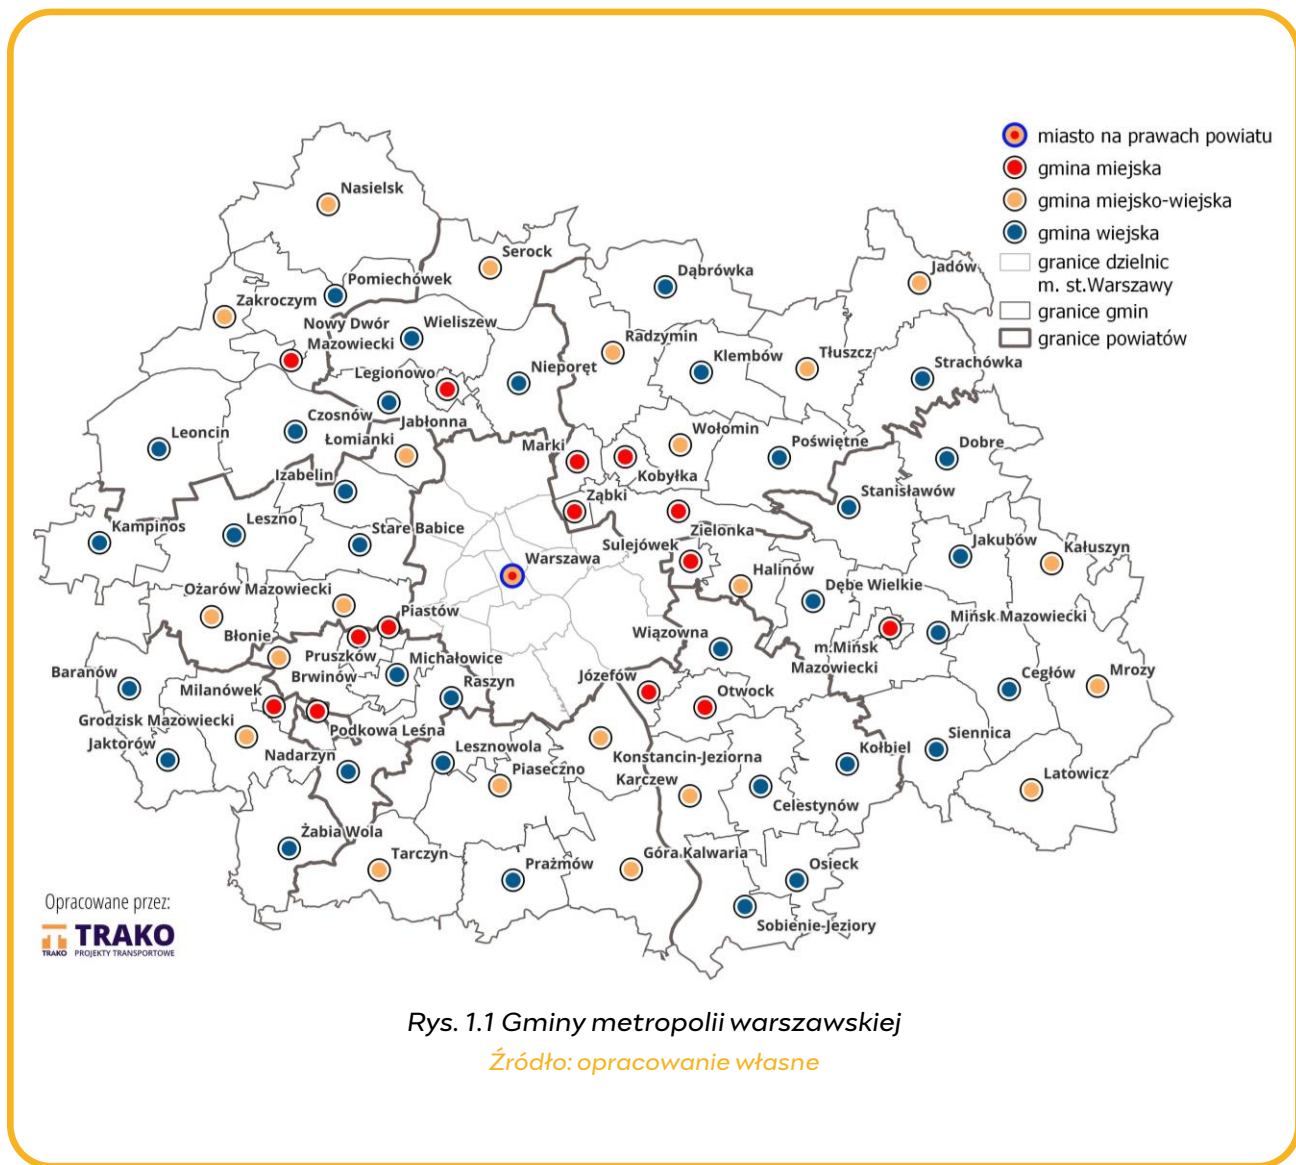 miasto na prawach powiatu
gmina miejska
gmina miejsko-wiejska
gmina wiejska
granice dzielnic
m. st.Warszawy
granice gmin
granice powiatów
Nasielsk
Serock
Dąbrówka
Jadów
Pomiechówek
Zakroczym
Nowy Dwór
Mazowiecki
Wieliszew
Radzymin
Klembów
Tłuszcz
Strachówka
Legionowo
Nieporęt
Czosnów
Jabłonna
Leoncin
Łomianki
Marki
Wołomin
Poświętne
Dobre
Kobyłka
Izabelin
Ząbki
Stanisławów
Kampinos
Leszno
Stare Babice
Zielonka
Sulejówek
Jakubów
Kałuszyn
Warszawa
Halinów
Dębe Wielkie
Ożarów Mazowiecki
Piastów
Mińsk Mazowiecki
Błonie
Wiązowna
m.Mińsk
Mazowiecki
Pruszków
Michałowice
Baranów
Brwinów
Józefów
Cegłów
Mrozy
Milanówek
Raszyn
Otwock
Grodzisk Mazowiecki
Podkowa Leśna
Siennica
Jaktorów
Nadarzyn
Lesznowola
Kołbiel
Konstancin-Jeziorna
Piaseczno
Karczew
Latowicz
Celestynów
Żabia Wola
Tarczyn
Prażmów
Góra Kalwaria
Osieck
Sobienie-Jeziory
Opracowane przez:
TRAKO
TRAKO PROJEKTY TRANSPORTOWE
Rys. 1.1 Gminy metropolii warszawskiej
Źródło: opracowanie własne